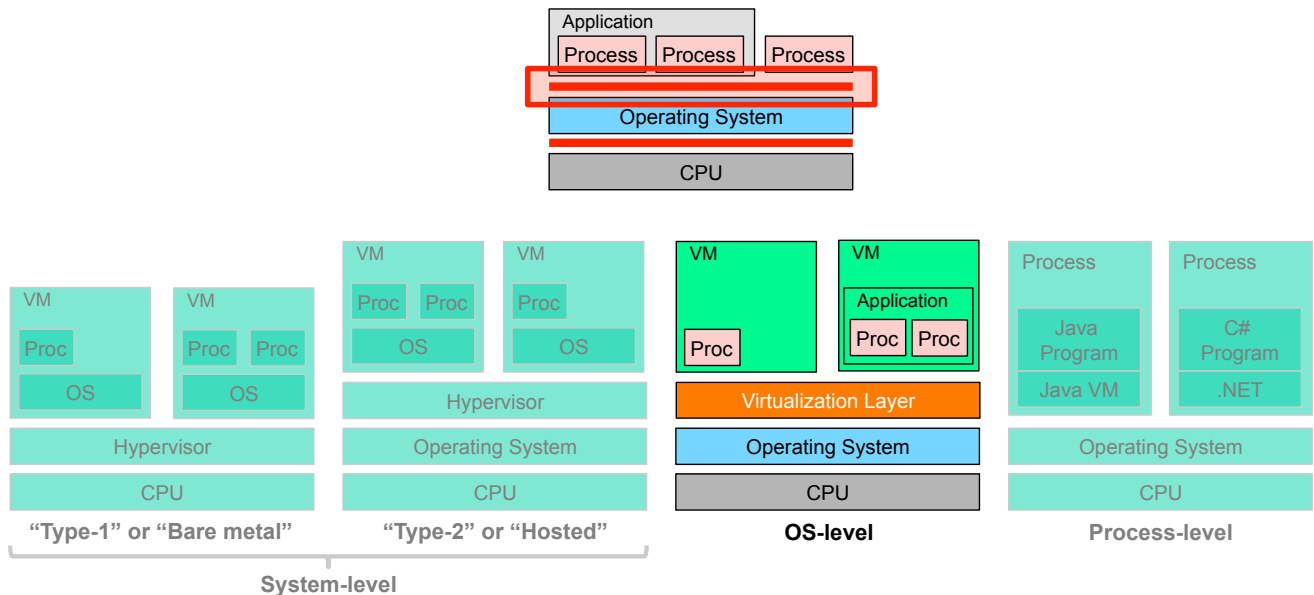 Application
Process Process Process
Operating System
CPU
VM
Proc
OS
VM
Proc Proc
OS
Hypervisor
CPU
"Type-1" or "Bare metal"
VM
Proc Proc
OS
VM
Proc
OS
Hypervisor
Operating System
CPU
"Type-2" or "Hosted"
System-level
VM
Proc
VM
Application
Proc Proc
Virtualization Layer
Operating System
CPU
OS-level
Process
Java
Program
Java VM
Process
C#
Program
.NET
Operating System
CPU
Process-level